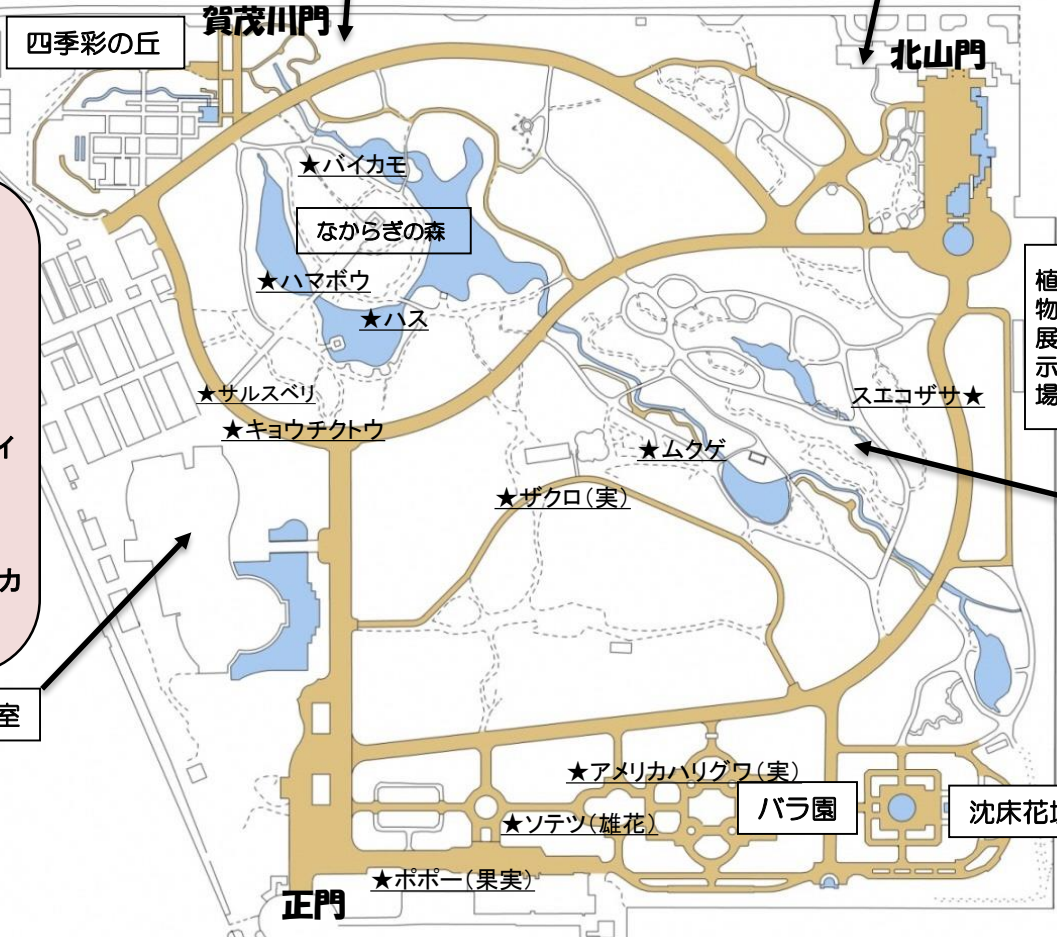 賀茂川門
四季彩の丘
北山門
★バイカモ
なからぎの森
★ハマボウ
★ハス
植
物
展
示
場
★サルスベリ
スエコザサ★
★キョウチクトウ
★ムクゲ
イ
★ザクロ(実)
カ
室
★アメリカハリグワ(実)
バラ園
沈床花壇
★ソテツ(雄花)
★ポポー(果実)
正門